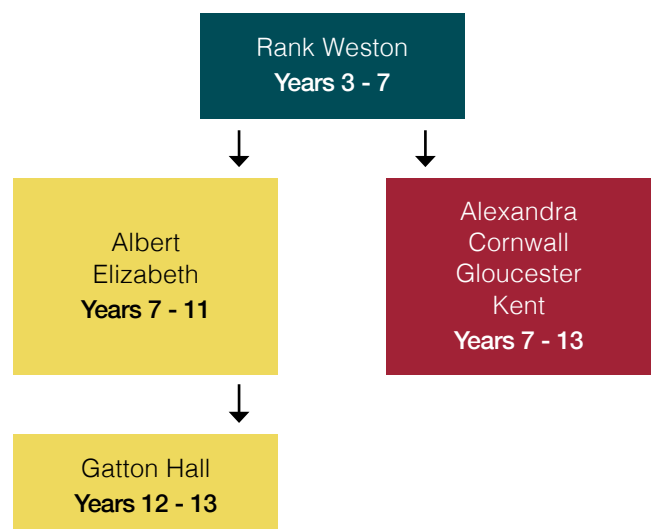 Rank Weston
Years 3 - 7
Albert
Elizabeth
Years 7 - 11
Alexandra
Cornwall
Gloucester
Kent
Years 7 - 13
Gatton Hall
Years 12 - 13